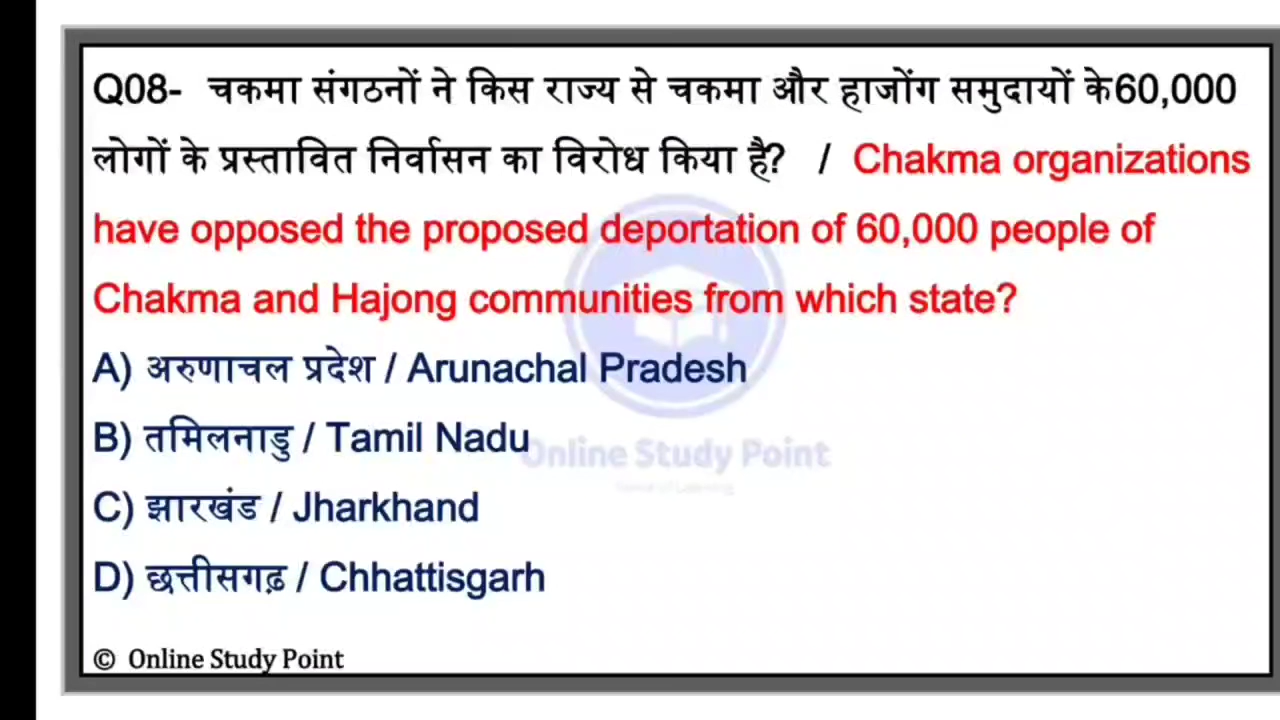 Q08- चकमा संगठनों ने किस राज्य से चकमा और हाजोंग समुदायों के60,000
लोगों के प्रस्तावित निर्वासन का विरोध किया है? / Chakma organizations
have opposed the proposed deportation of 60,000 people of
Chakma and Hajong communities from which state?
A) अरुणाचल प्रदेश / Arunachal Pradesh
B) तमिलनाडु / Tamil Nadu
Online Study Point
C) झारखंड / Jharkhand
D) छत्तीसगढ़ / Chhattisgarh
© Online Study Point